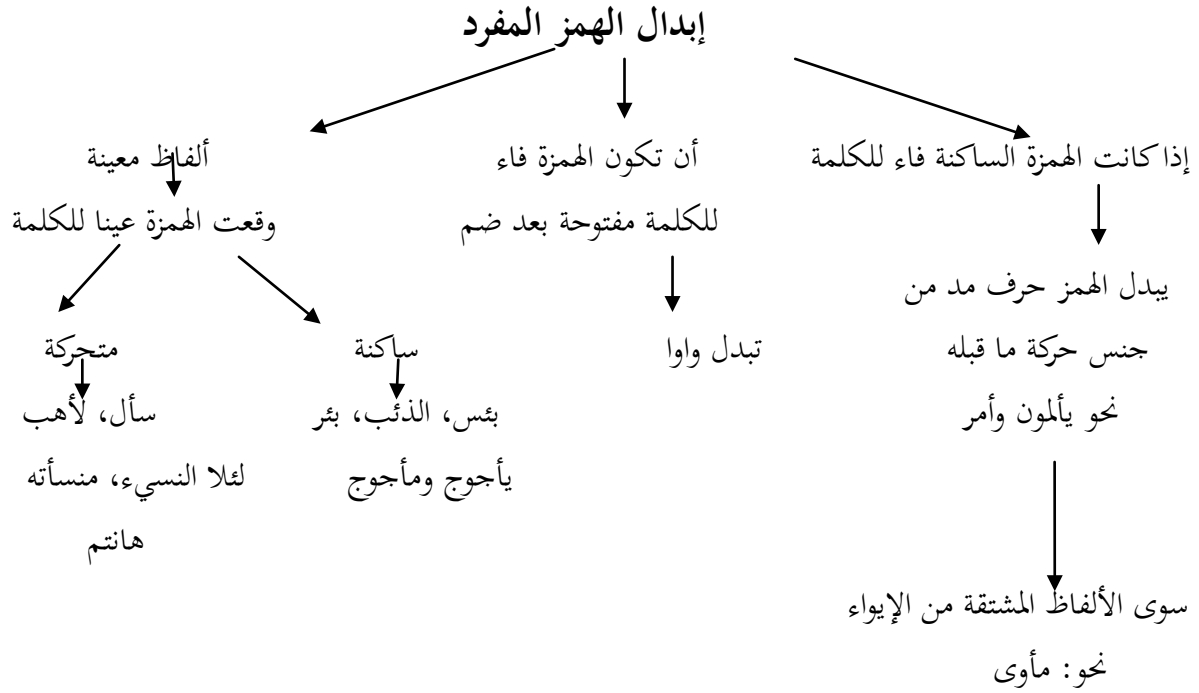 إبدال الهمز المفرد
إذا كانت الهمزة الساكنة فاء للكلمة
يبدل الهمز حرف مد من
جنس حركة ما قبله
نحو يألمون وأمر
سوى الألفاظ المشتقة من الإيواء
نحو: مأوى
أن تكون الهمزة فاء
للكلمة مفتوحة بعد ضم
تبدل واوا
ألفاظ معينة
وقعت الهمزة عينا للكلمة
ساكنة
بئس، الذئب، بئر
يأجوج ومأجوج
متحركة
سأل، لأهب
لئلا النسيء، منسأته
هانتم